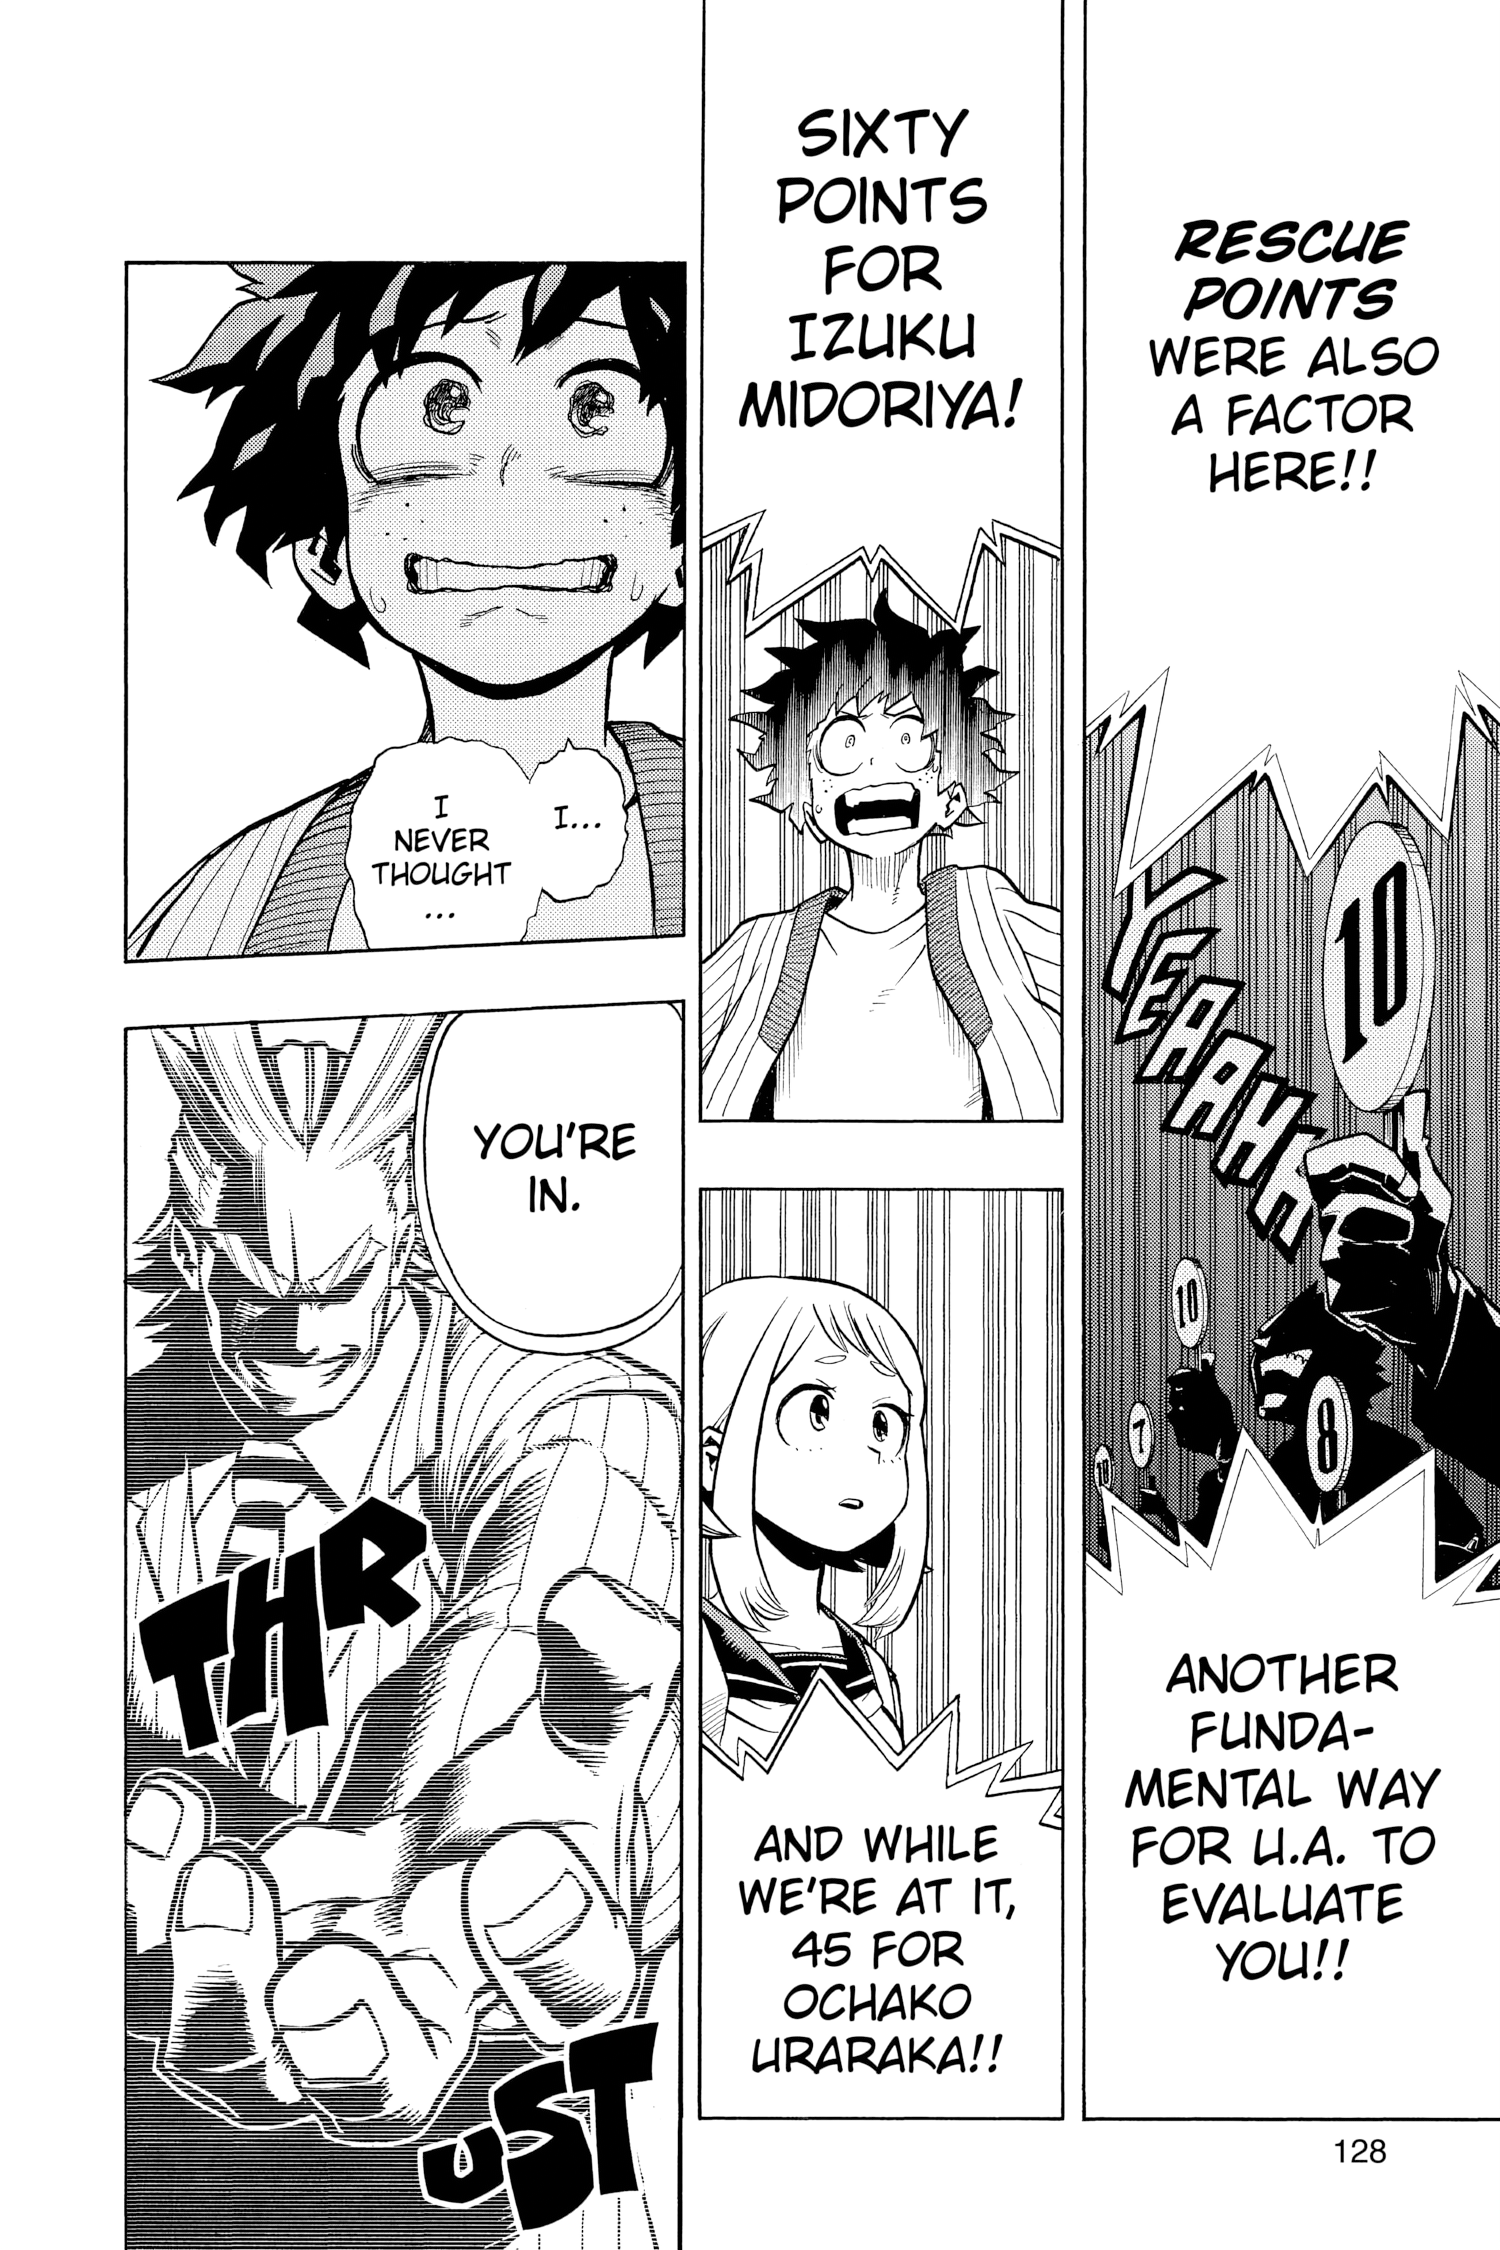 RESCUE
POINTS
WERE ALSO
A FACTOR
HERE!!
10
YEAAHH
10
8
7
10
ANOTHER
FUNDA-
MENTAL WAY
FOR U.A. TO
EVALUATE
YOU!!
SIXTY
POINTS
FOR
IZUKU
MIDORIYA!
AND WHILE
WE'RE AT IT,
45 FOR
OCHAKO
URARAKA!!
I...
I
NEVER
THOUGHT
...
YOU'RE
IN.
THR
UST
128